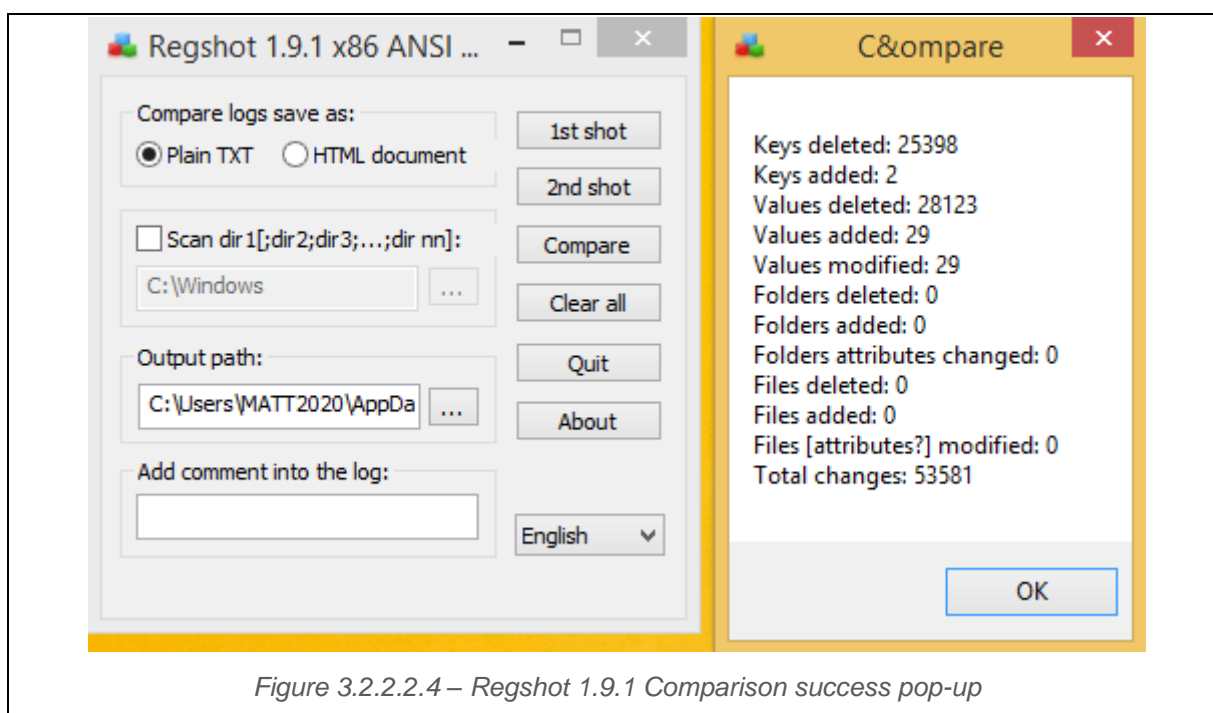 Regshot 1.9.1 x86 ANSI ...
Compare logs save as:
Plain TXT HTML document
Scan dir1[;dir2;dir3;...;dir nn]:
C:\Windows
...
Output path:
C:\Users\MATT2020\AppDa
...
Add comment into the log:
1st shot
2nd shot
Compare
Clear all
Quit
About
English
C&ompare
Keys deleted: 25398
Keys added: 2
Values deleted: 28123
Values added: 29
Values modified: 29
Folders deleted: 0
Folders added: 0
Folders attributes changed: 0
Files deleted: 0
Files added: 0
Files [attributes?] modified: 0
Total changes: 53581
OK
Figure 3.2.2.2.4 – Regshot 1.9.1 Comparison success pop-up